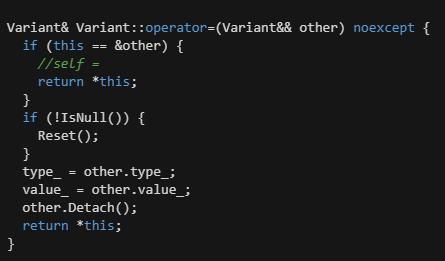 Variant& Variant::operator=(Variant&& other) noexcept {
  if (this == &other) {
    //self =
    return *this;
  }
  if (!IsNull()) {
    Reset();
  }
  type_ = other.type_;
  value_ = other.value_;
  other.Detach();
  return *this;
}